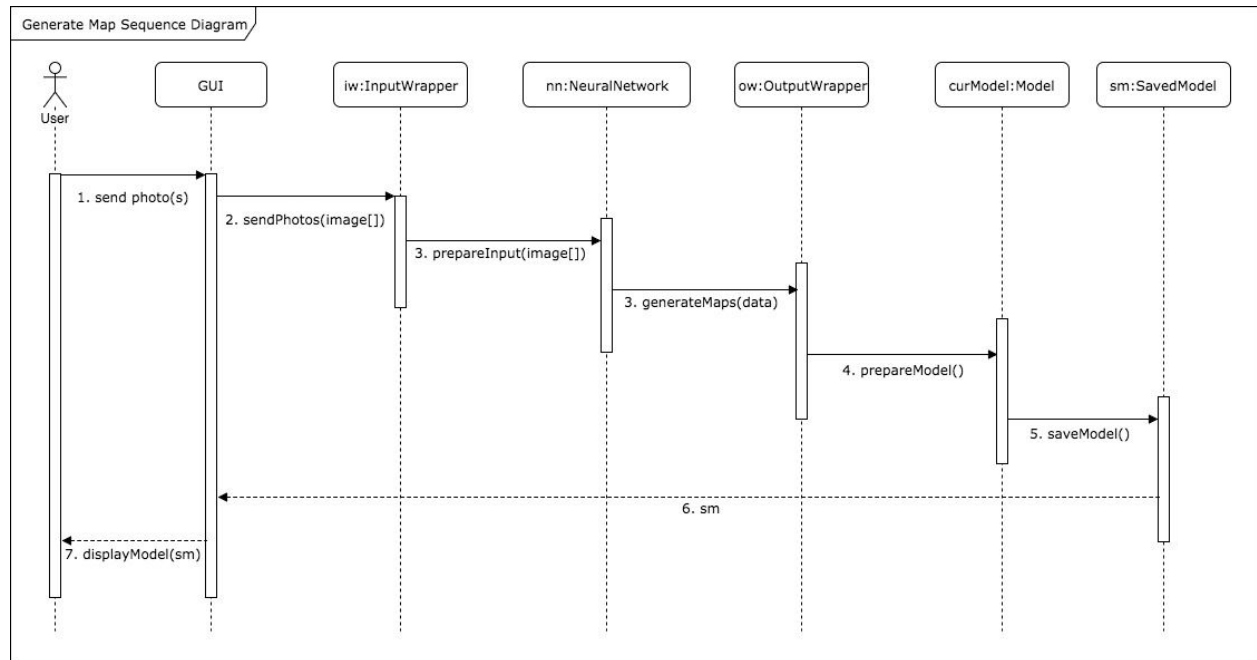 Generate Map Sequence Diagram
User
GUI
iw:InputWrapper
nn:NeuralNetwork
ow:OutputWrapper
curModel:Model
sm:SavedModel
1. send photo(s)
2. sendPhotos(image[])
3. prepareInput(image[])
3. generateMaps(data)
4. prepareModel()
5. saveModel()
6. sm
7. displayModel(sm)